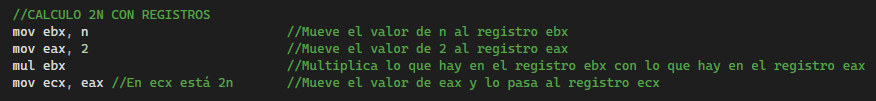 //CALCULO 2N CON REGISTROS
mov ebx, n //Mueve el valor de n al registro ebx
mov eax, 2 //Mueve el valor de 2 al registro eax
mul ebx //Multiplica lo que hay en el registro ebx con lo que hay en el registro eax
mov ecx, eax //En ecx está 2n //Mueve el valor de eax y lo pasa al registro ecx